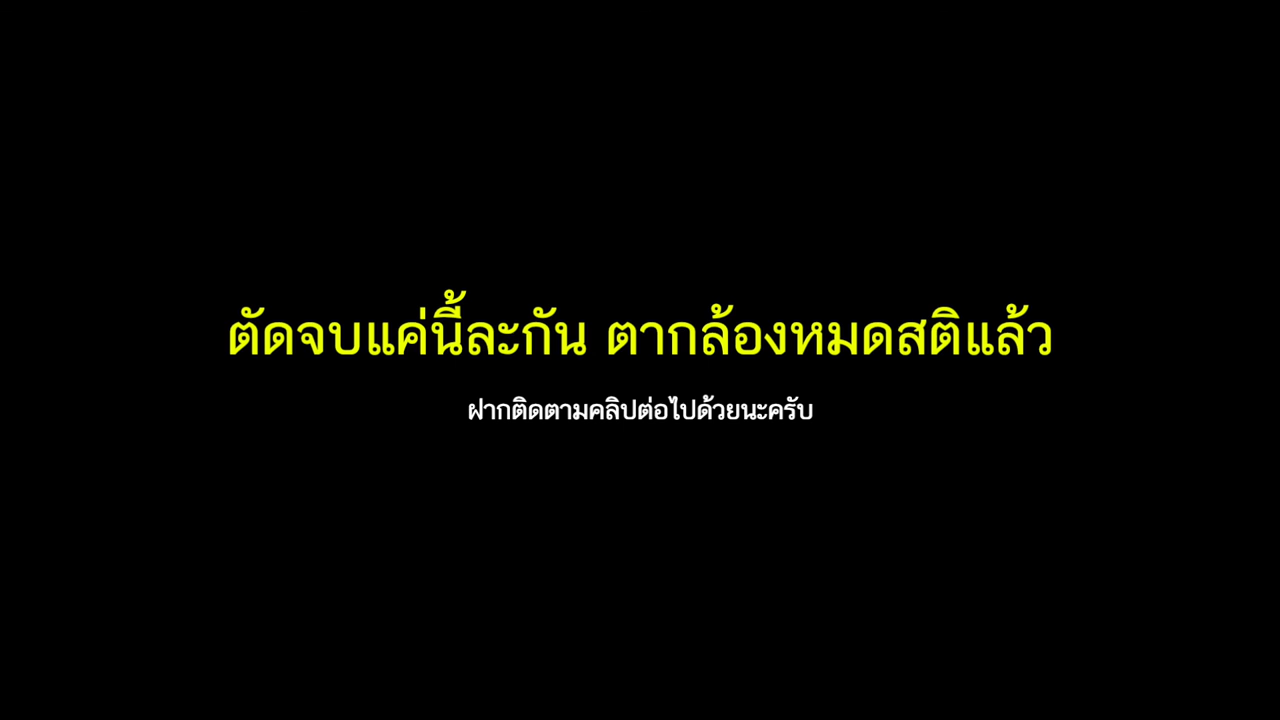 ตัดจบแค่นี้ละกัน ตากล้องหมดสติแล้ว
ฝากติดตามคลิปต่อไปด้วยนะครับ